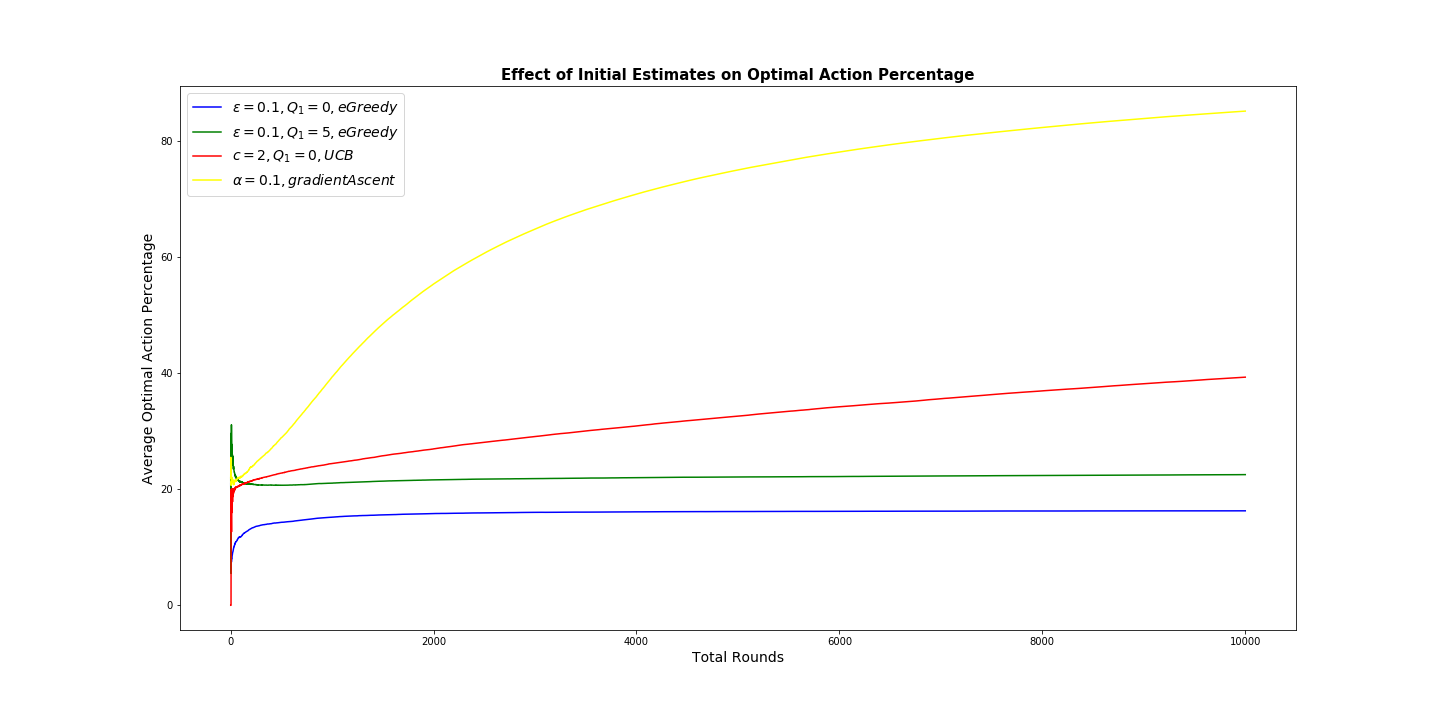 Effect of Initial Estimates on Optimal Action Percentage
ε = 0.1, Q₁ = 0, eGreedy
ε = 0.1, Q₁ = 5, eGreedy
c = 2, Q₁ = 0, UCB
α = 0.1, gradientAscent
Average Optimal Action Percentage
80
60
40
20
0
0 2000 4000 6000 8000 10000
Total Rounds